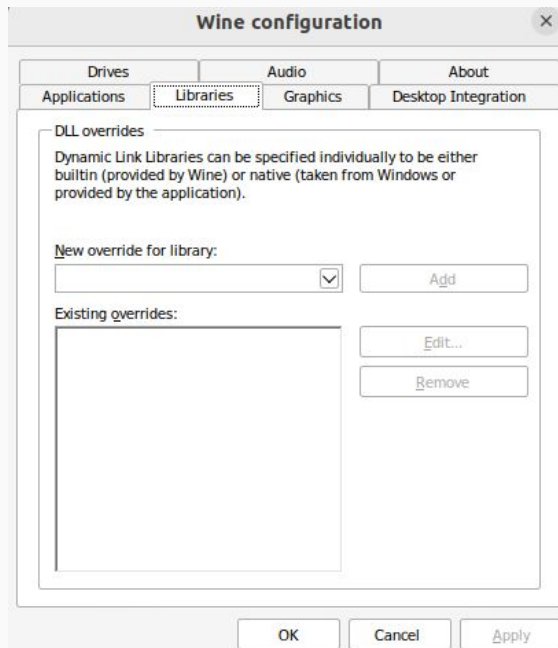 Wine configuration
Drives
Audio
About
Applications
Libraries
Graphics
Desktop Integration
DLL overrides
Dynamic Link Libraries can be specified individually to be either
builtin (provided by Wine) or native (taken from Windows or
provided by the application).
New override for library:
Add
Existing overrides:
Edit...
Remove
OK
Cancel
Apply